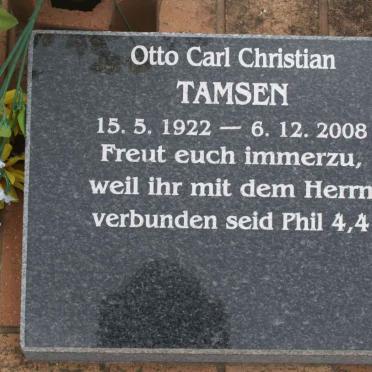 Otto Carl Christian
TAMSEN
15. 5. 1922 — 6. 12. 2008
Freut euch immerzu,
weil ihr mit dem Herrn
verbunden seid Phil 4,4